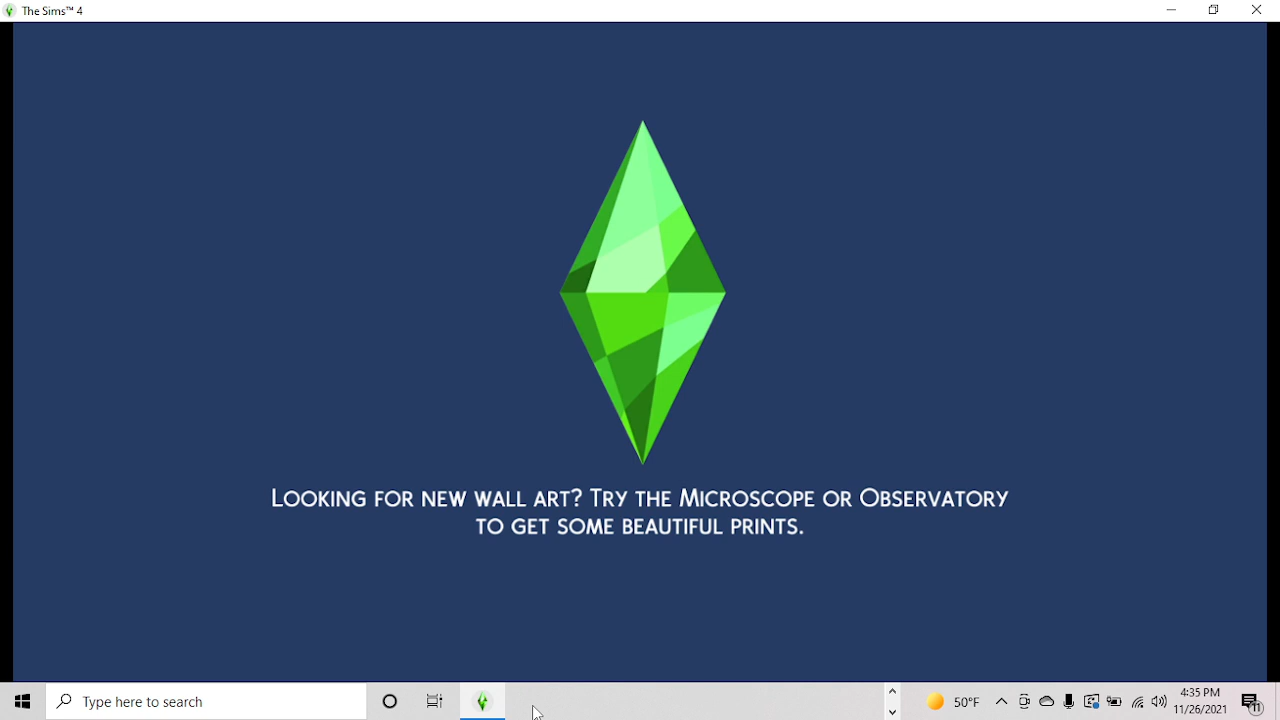 The Sims™ 4
Looking for new wall art? Try the Microscope or Observatory
to get some beautiful prints.
Type here to search
50°F
4:35 PM
11/26/2021
11